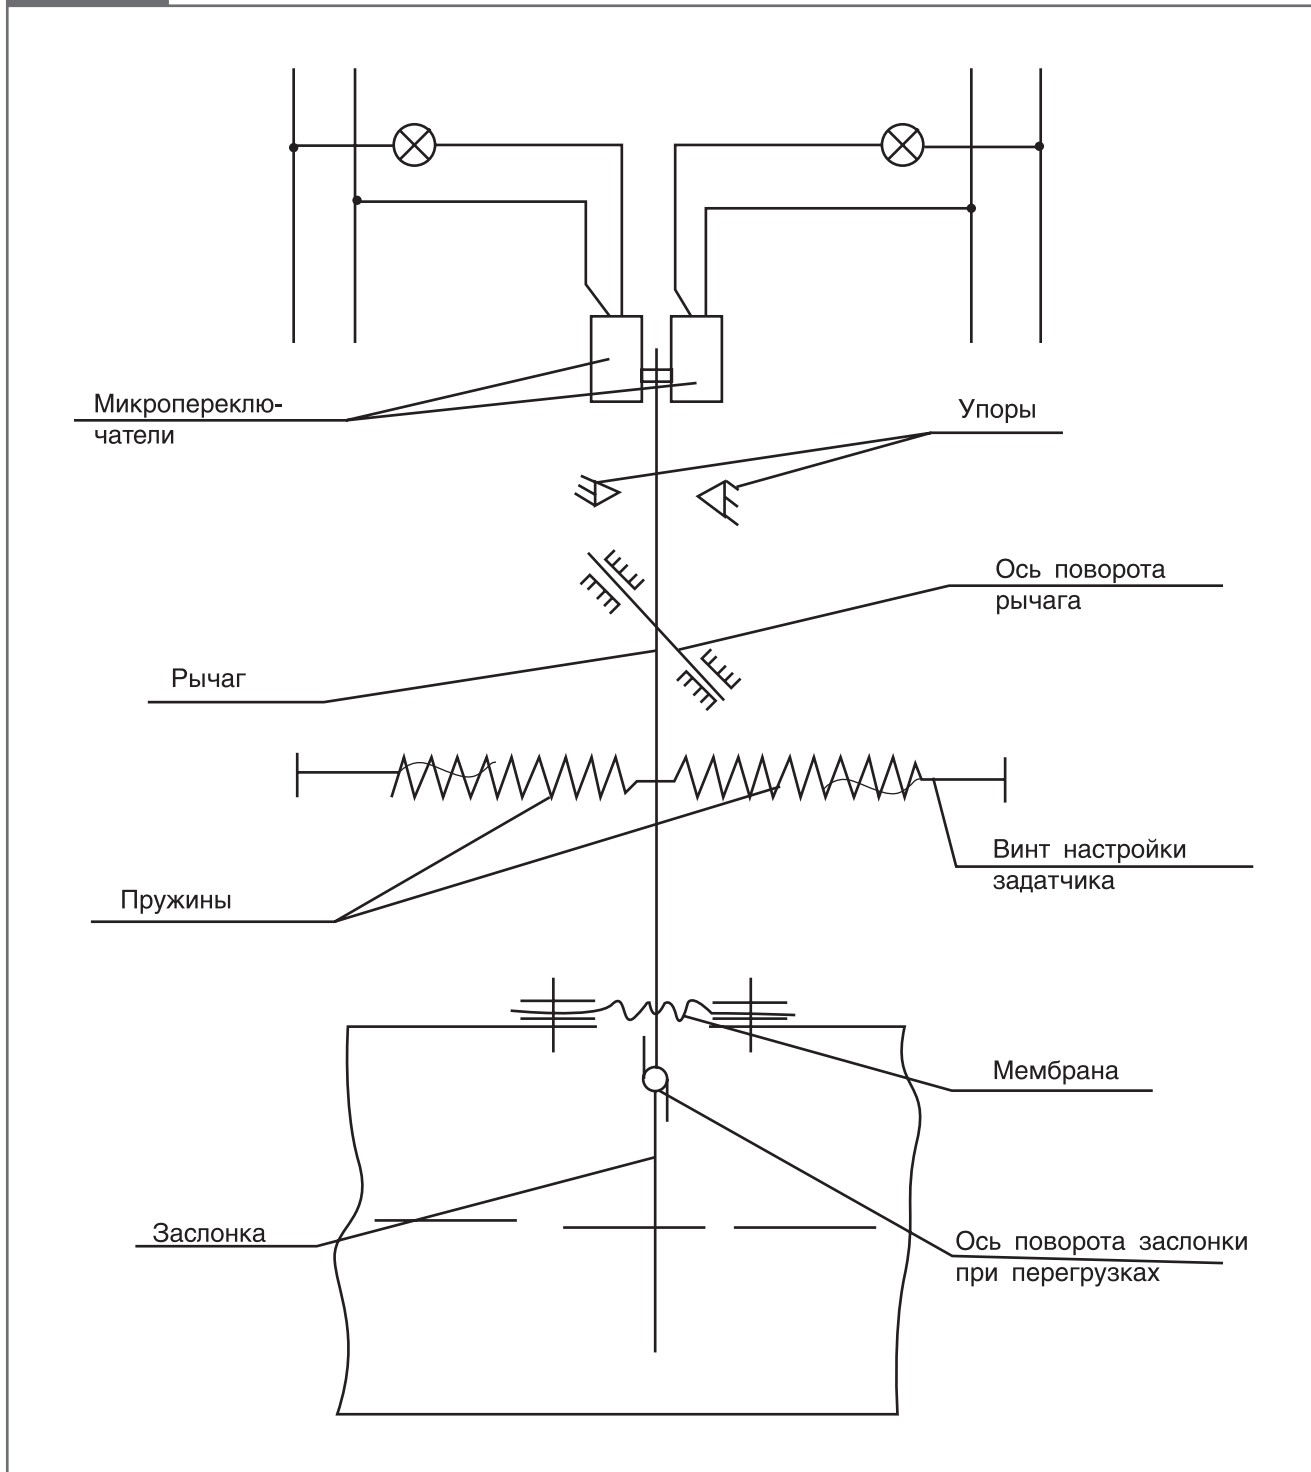 Микропереклю-
чатели
Упоры
Ось поворота
рычага
Рычаг
Винт настройки
задатчика
Пружины
Мембрана
Заслонка
Ось поворота заслонки
при перегрузках